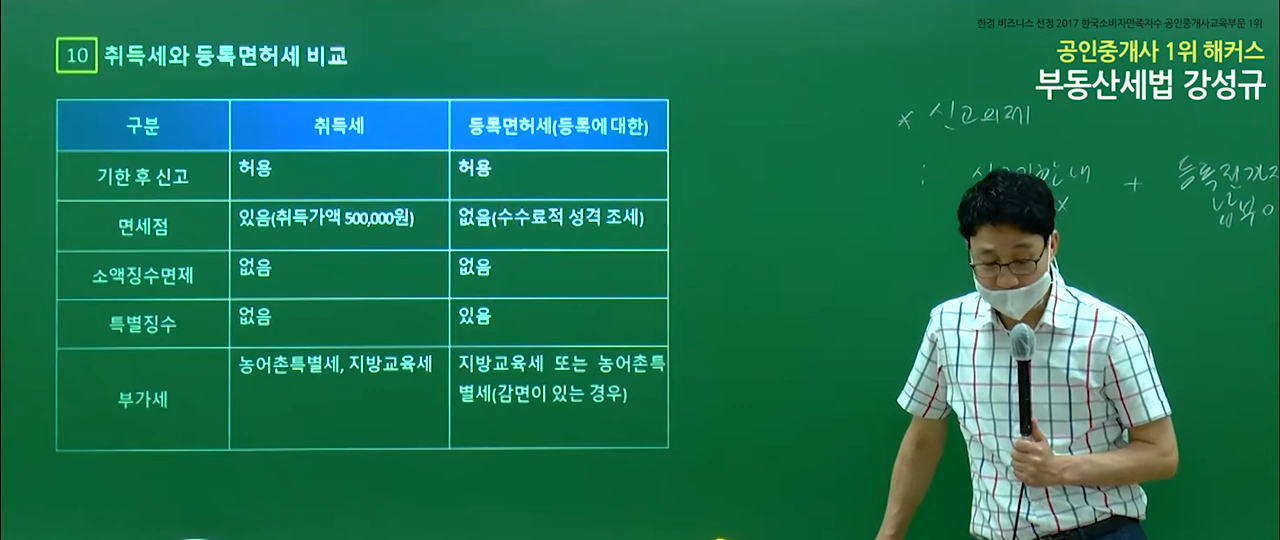 한경 비즈니스 선정 2017 한국소비자만족지수 공인중개사교육부문 1위
공인중개사 1위 해커스
부동산세법 강성규
10 취득세와 등록면허세 비교
구분 취득세 등록면허세(등록에 대한)
기한 후 신고 허용 허용
면세점 있음(취득가액 500,000원) 없음(수수료적 성격 조세)
소액징수면제 없음 없음
특별징수 없음 있음
부가세 농어촌특별세, 지방교육세 지방교육세 또는 농어촌특
별세(감면이 있는 경우)
* 신고의제
: + 등록전까지
x 납부 o